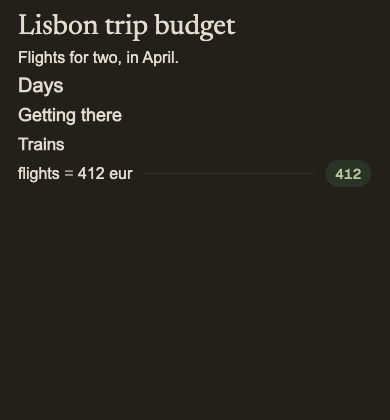 Lisbon trip budget
Flights for two, in April.
Days
Getting there
Trains
flights = 412 eur 412